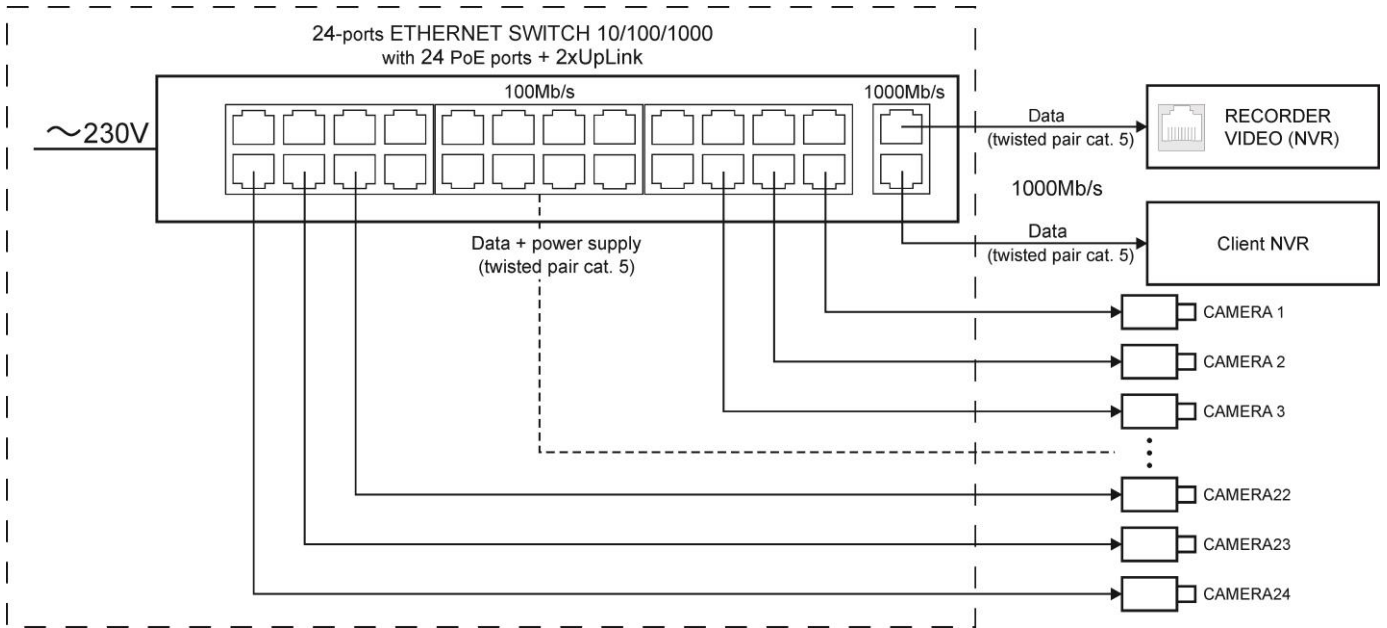 24-ports ETHERNET SWITCH 10/100/1000
with 24 PoE ports + 2xUpLink
100Mb/s
1000Mb/s
~230V
Data
(twisted pair cat. 5)
RECORDER
VIDEO (NVR)
1000Mb/s
Data
(twisted pair cat. 5)
Client NVR
Data + power supply
(twisted pair cat. 5)
CAMERA 1
CAMERA 2
CAMERA 3
CAMERA22
CAMERA23
CAMERA24